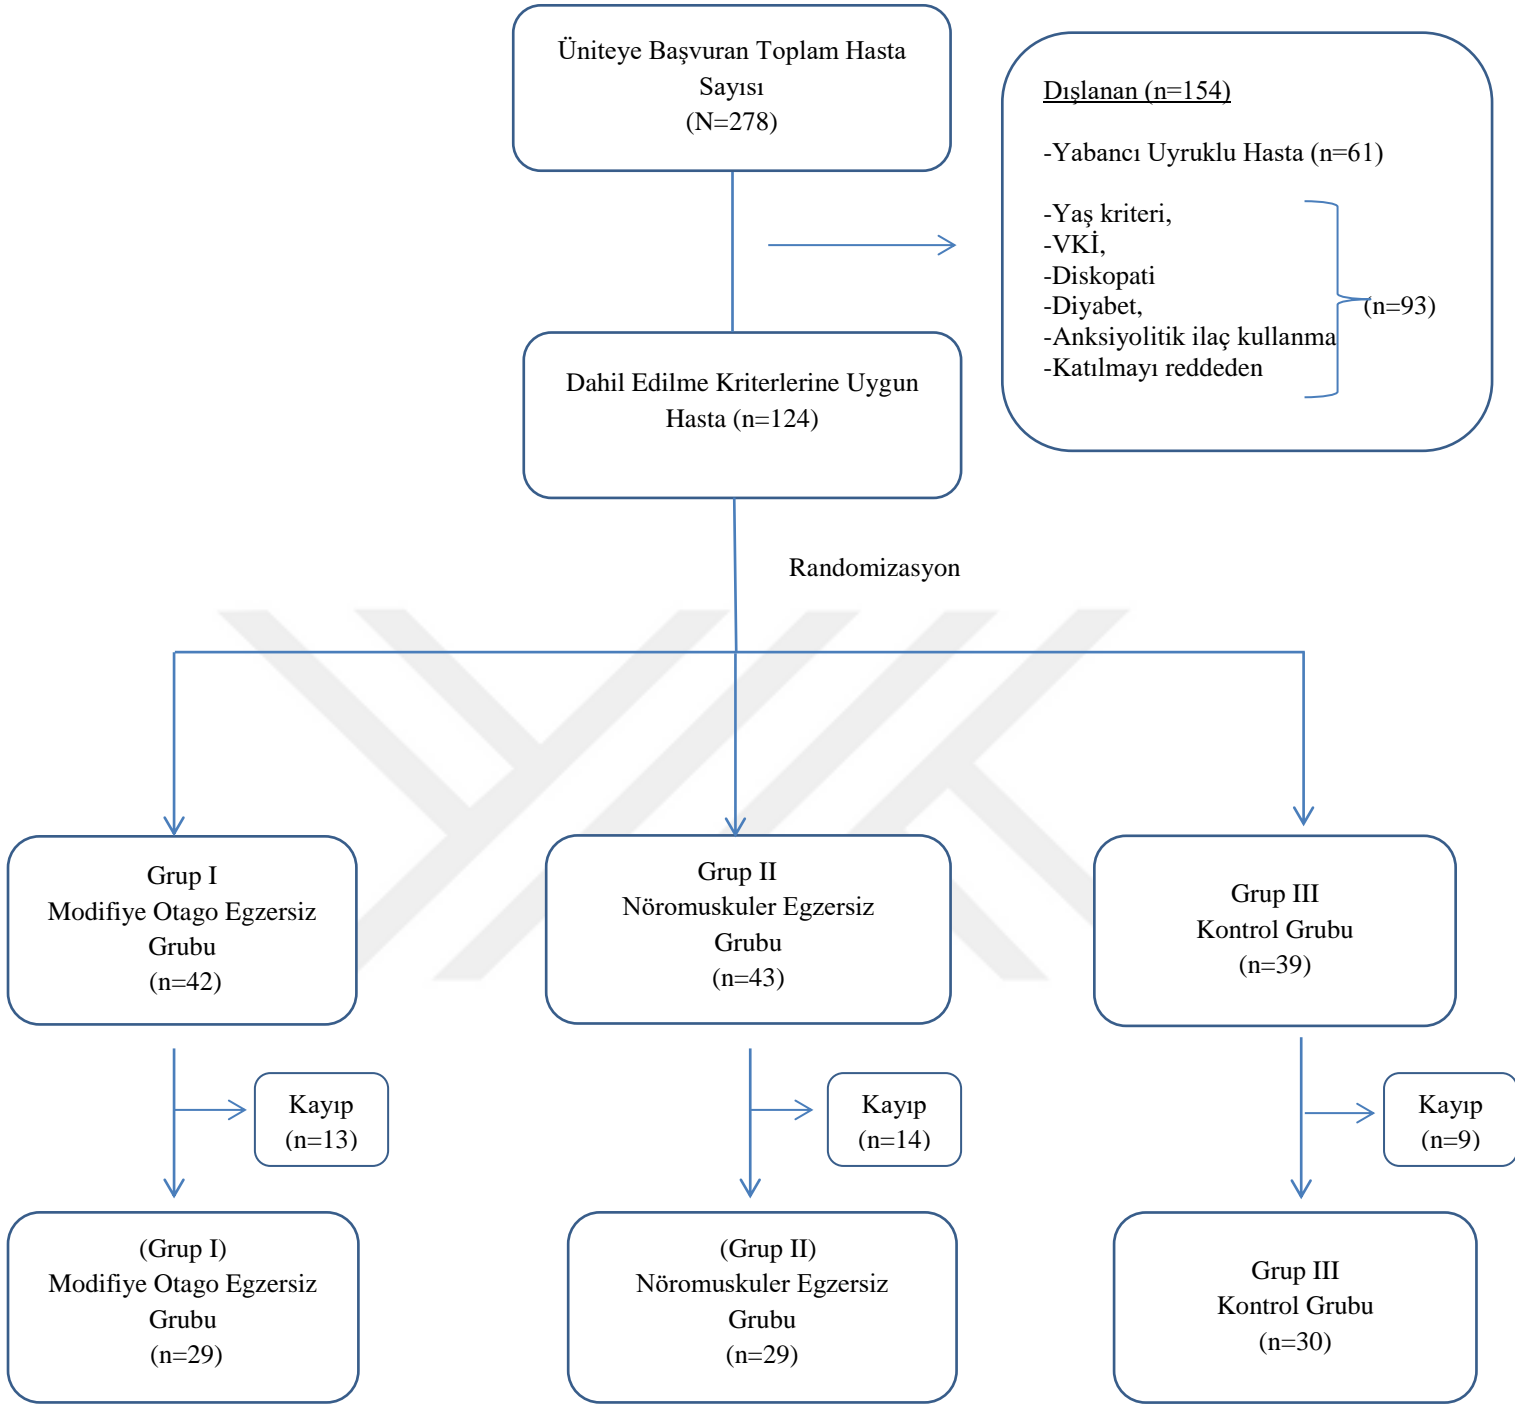 Üniteye Başvuran Toplam Hasta
Sayısı
(N=278)
Dışlanan (n=154)
-Yabancı Uyruklu Hasta (n=61)
-Yaş kriteri,
-VKİ,
-Diskopati
-Diyabet,
(n=93)
-Anksiyolitik ilaç kullanma
-Katılmayı reddeden
Dahil Edilme Kriterlerine Uygun
Hasta (n=124)
Randomizasyon
Grup I
Modifiye Otago Egzersiz
Grubu
(n=42)
Grup II
Nöromuskuler Egzersiz
Grubu
(n=43)
Grup III
Kontrol Grubu
(n=39)
Kayıp
(n=13)
Kayıp
(n=14)
Kayıp
(n=9)
(Grup I)
Modifiye Otago Egzersiz
Grubu
(n=29)
(Grup II)
Nöromuskuler Egzersiz
Grubu
(n=29)
Grup III
Kontrol Grubu
(n=30)